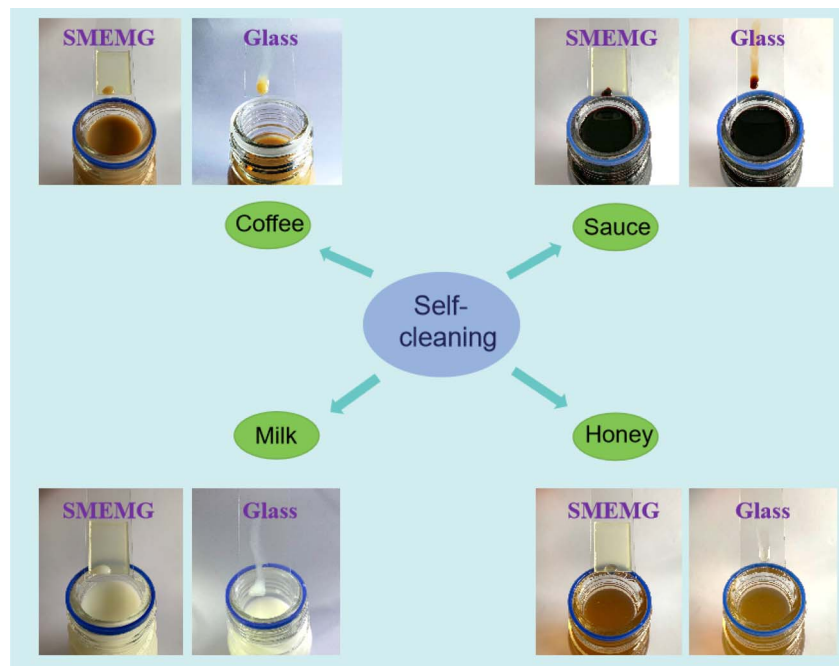 SMEMG Glass
SMEMG Glass
Coffee
Sauce
Self-
cleaning
Milk
Honey
SMEMG Glass
SMEMG Glass